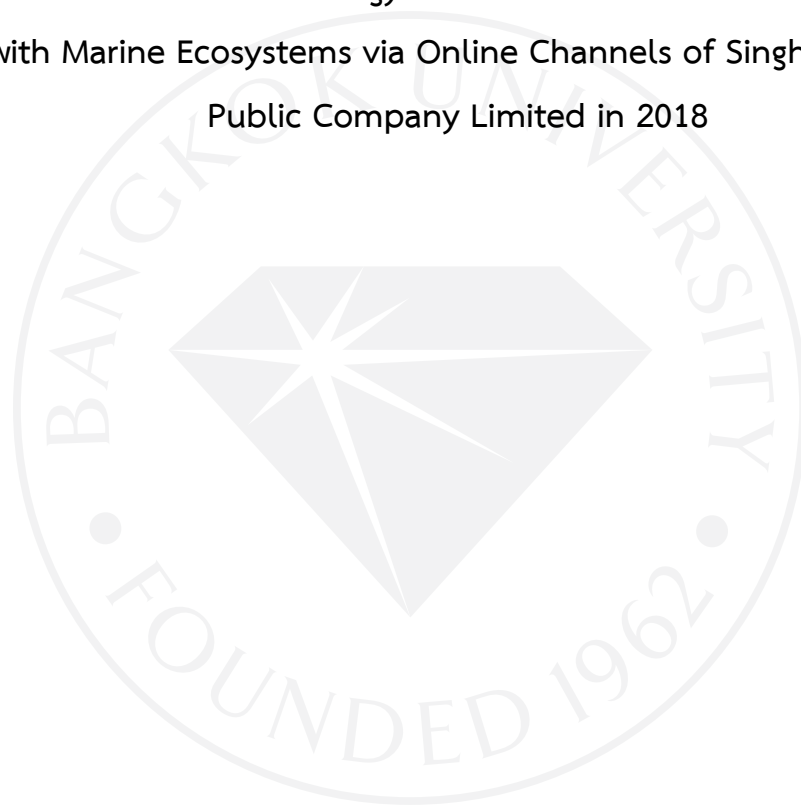 with Marine Ecosystems via Online Channels of Singh
Public Company Limited in 2018
BANGKOK UNIVERSITY
FOUNDED 1962